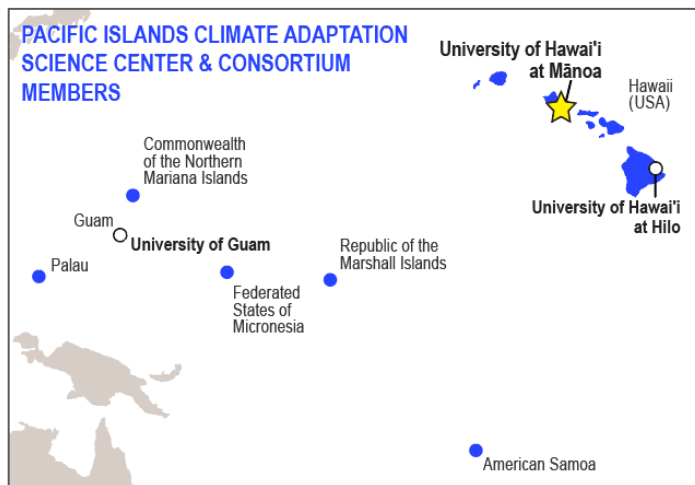 PACIFIC ISLANDS CLIMATE ADAPTATION
SCIENCE CENTER & CONSORTIUM
MEMBERS
University of Hawai'i
at Mānoa
Hawaii
(USA)
Commonwealth
of the Northern
Mariana Islands
University of Hawai'i
at Hilo
Guam
University of Guam
Republic of the
Marshall Islands
Palau
Federated
States of
Micronesia
American Samoa